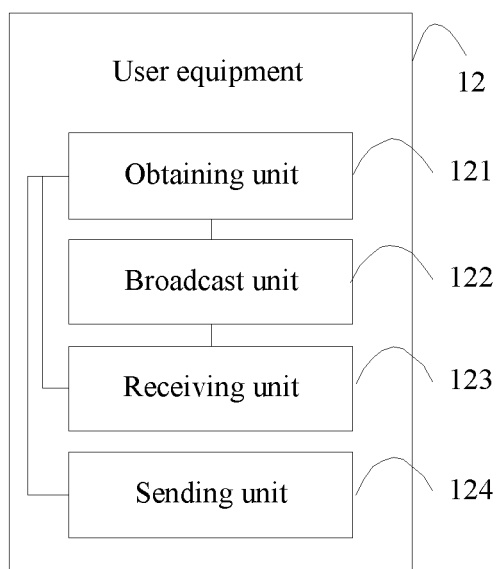 User equipment
12
Obtaining unit
121
Broadcast unit
122
Receiving unit
123
Sending unit
124